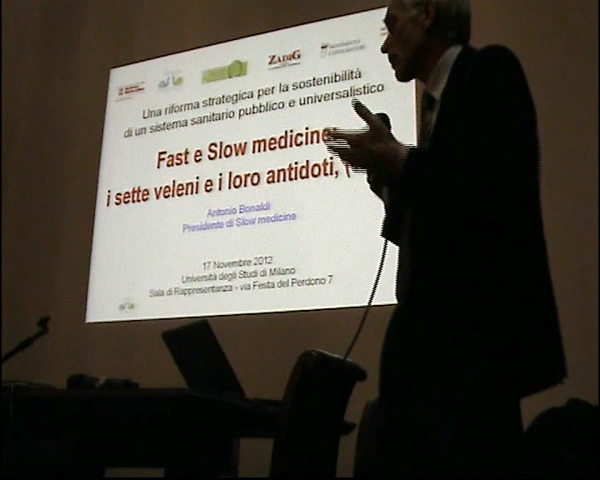 ZADIG
Una riforma strategica per la sostenibilità
di un sistema sanitario pubblico e universalistico
Fast e Slow medicine:
i sette veleni e i loro antidoti, (
Antonio Bonaldi
Presidente di Slow medicine
17 Novembre 2012
Università degli Studi di Milano
Sala di Rappresentanza - via Festa del Perdono 7